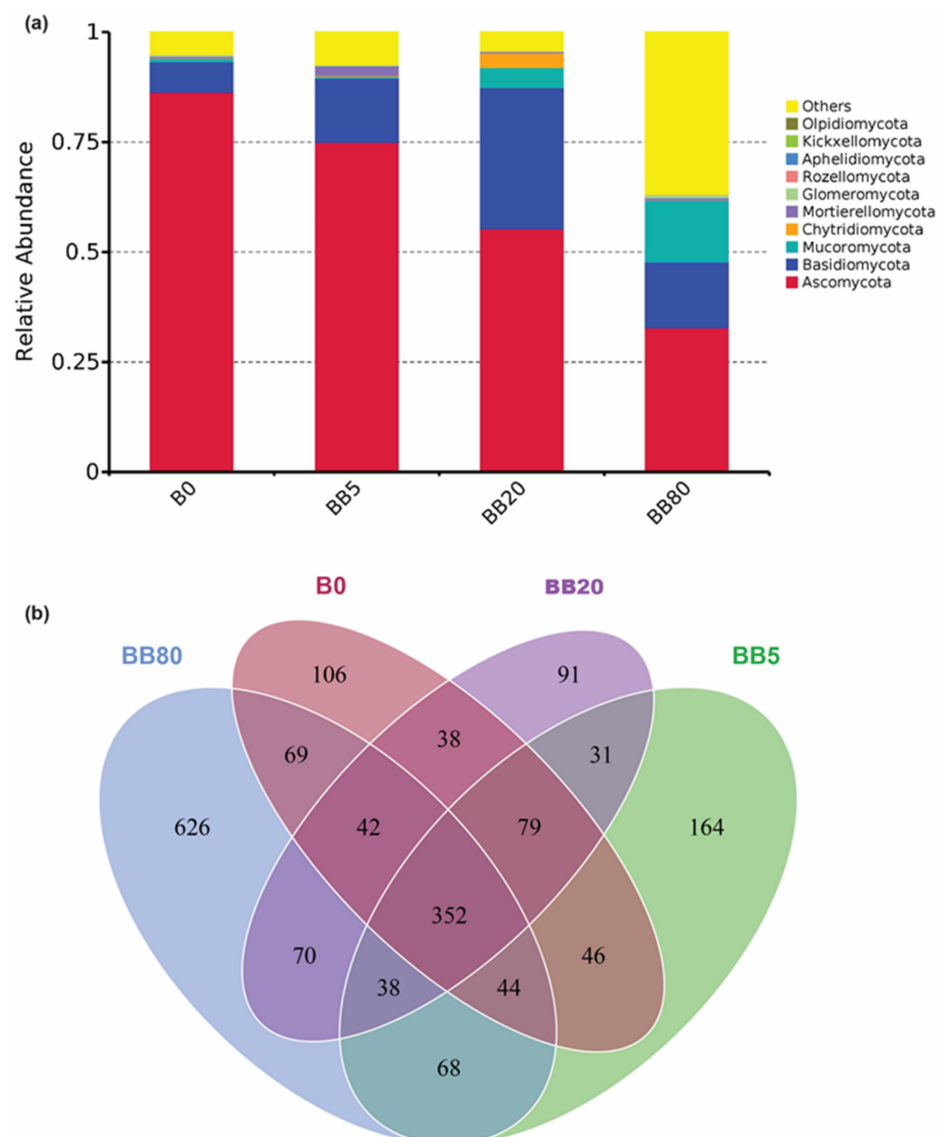 (a)
Relative Abundance
1
0.75
0.5
0.25
0
B0
BB5
BB20
BB80
Others
Olpidiomycota
Kickxellomycota
Aphelidiomycota
Rozellomycota
Glomeromycota
Mortierellomycota
Chytridiomycota
Mucoromycota
Basidiomycota
Ascomycota
(b)
B0
BB20
BB80
BB5
106
91
69
38
31
626
42
79
164
352
70
46
38
44
68